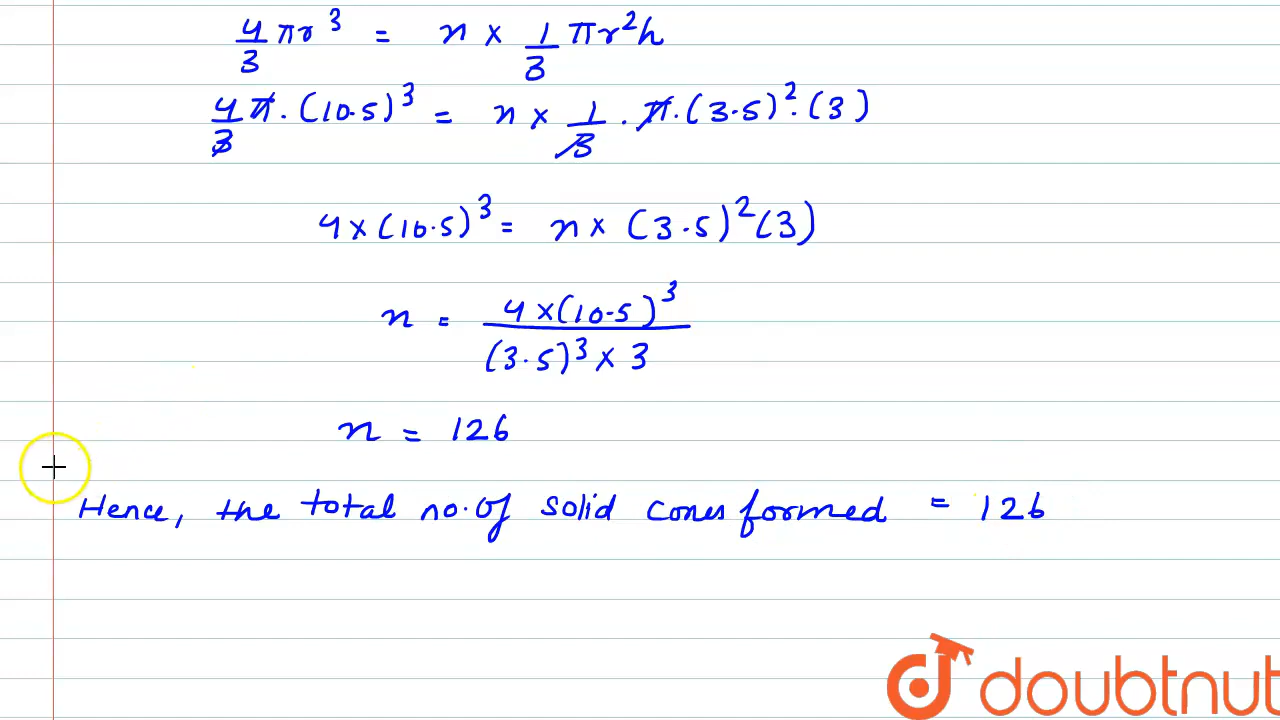 4/3 πr³ = n × 1/3 πr²h
4/3 π · (10.5)³ = n × 1/3 · π · (3.5)² · (3)
4 × (10.5)³ = n × (3.5)² (3)
n = 4 × (10.5)³ / (3.5)³ × 3
n = 126
Hence, the total no. of solid cones formed = 126
doubtnut